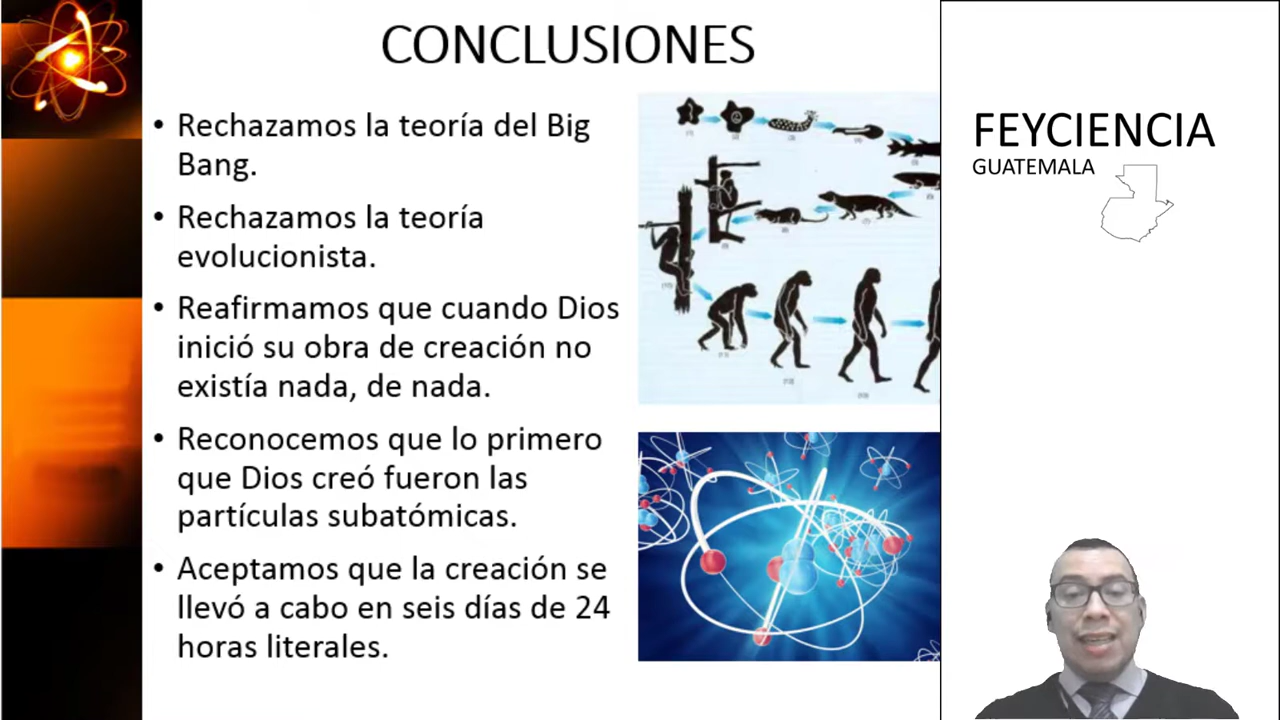 CONCLUSIONES
• Rechazamos la teoría del Big
Bang.
• Rechazamos la teoría
evolucionista.
• Reafirmamos que cuando Dios
inició su obra de creación no
existía nada, de nada.
• Reconocemos que lo primero
que Dios creó fueron las
partículas subatómicas.
• Aceptamos que la creación se
llevó a cabo en seis días de 24
horas literales.
FEYCIENCIA
GUATEMALA